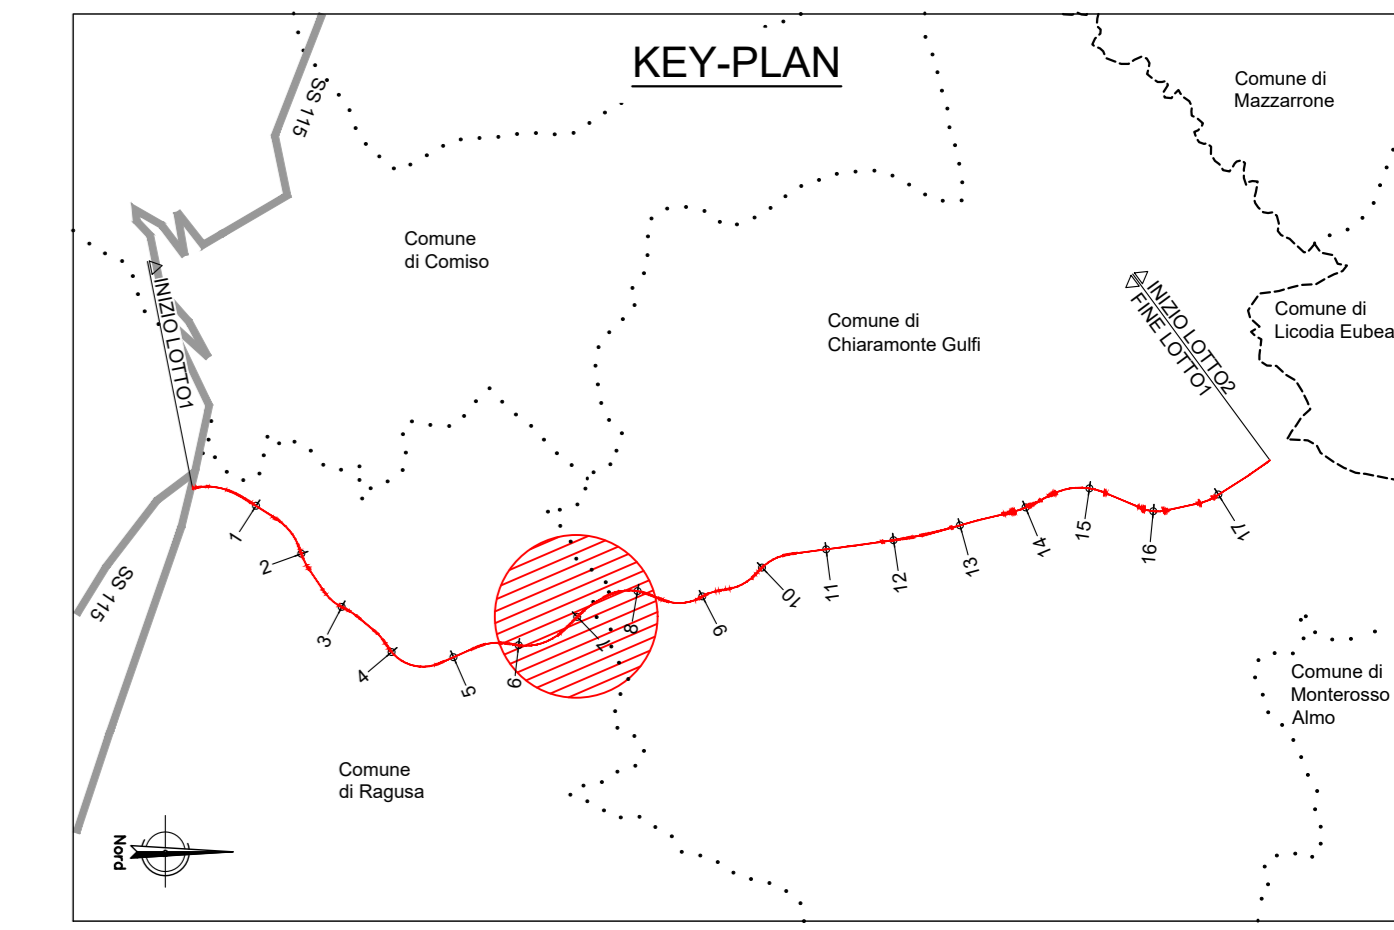 KEY-PLAN
SS 115
Comune di
Mazzarrone
Comune
di Comiso
INIZIO LOTTO1
Comune di
Chiaramonte Gulfi
INIZIO LOTTO2
FINE LOTTO1
Comune di
Licodia Eubea
SS 115
1
2
3
4
5
6
7
8
9
10
11
12
13
14
15
16
17
Comune di
Monterosso
Almo
Comune
di Ragusa
Nord